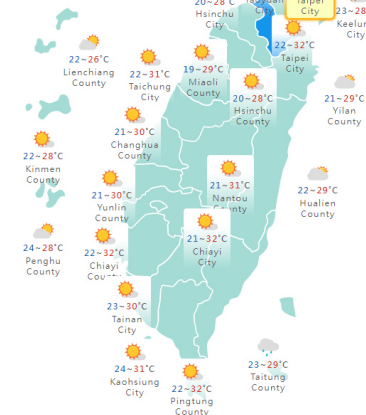 20~28°C
Hsinchu
City
Taoyuan
City
Taipei
City
23~28
Keelun
City
22~32°C
Taipei
City
22~26°C
Lienchiang
County
22~31°C
Taichung
City
19~29°C
Miaoli
County
20~28°C
Hsinchu
County
21~29°C
Yilan
County
21~30°C
Changhua
County
22~28°C
Kinmen
County
21~31°C
Nantou
County
21~30°C
Yunlin
County
22~29°C
Hualien
County
24~28°C
Penghu
County
22~32°C
Chiayi
County
21~32°C
Chiayi
City
23~30°C
Tainan
City
24~31°C
Kaohsiung
City
22~32°C
Pingtung
County
23~29°C
Taitung
County